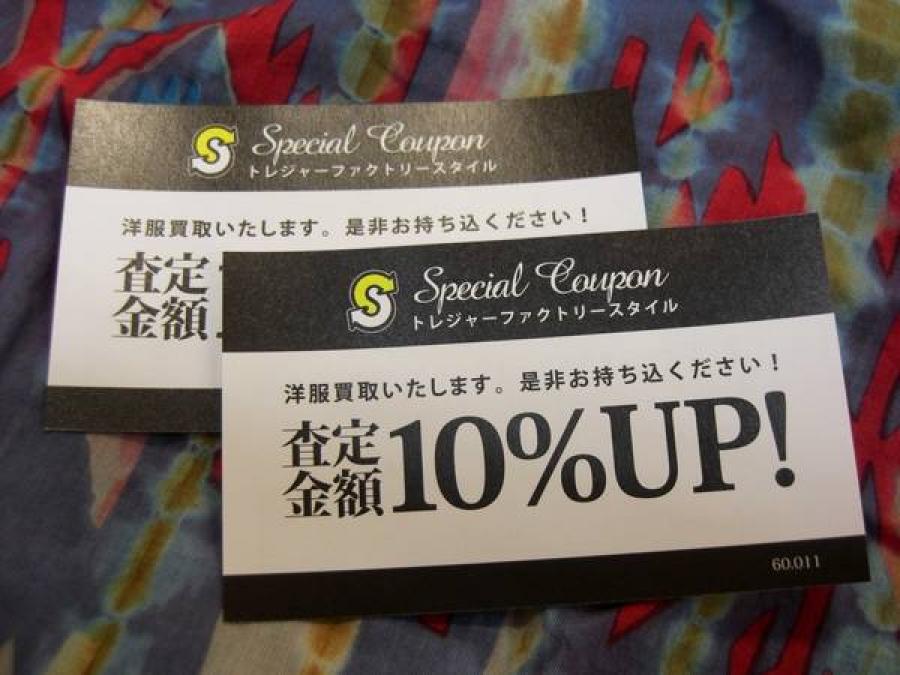 S Special Coupon
トレジャーファクトリースタイル
洋服買取いたします。是非お持ち込ください！
査定
金額
S Special Coupon
トレジャーファクトリースタイル
洋服買取いたします。是非お持ち込ください！
査定
金額 10%UP!
60.011